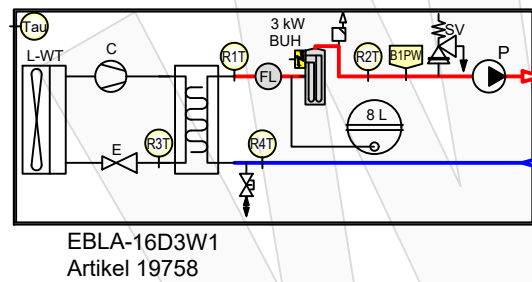 Tau
L-WT
C
E
R3T
R1T
FL
3 kW
BUH
R2T
B1PW
SV
P
8 L
R4T
EBLA-16D3W1
Artikel 19758